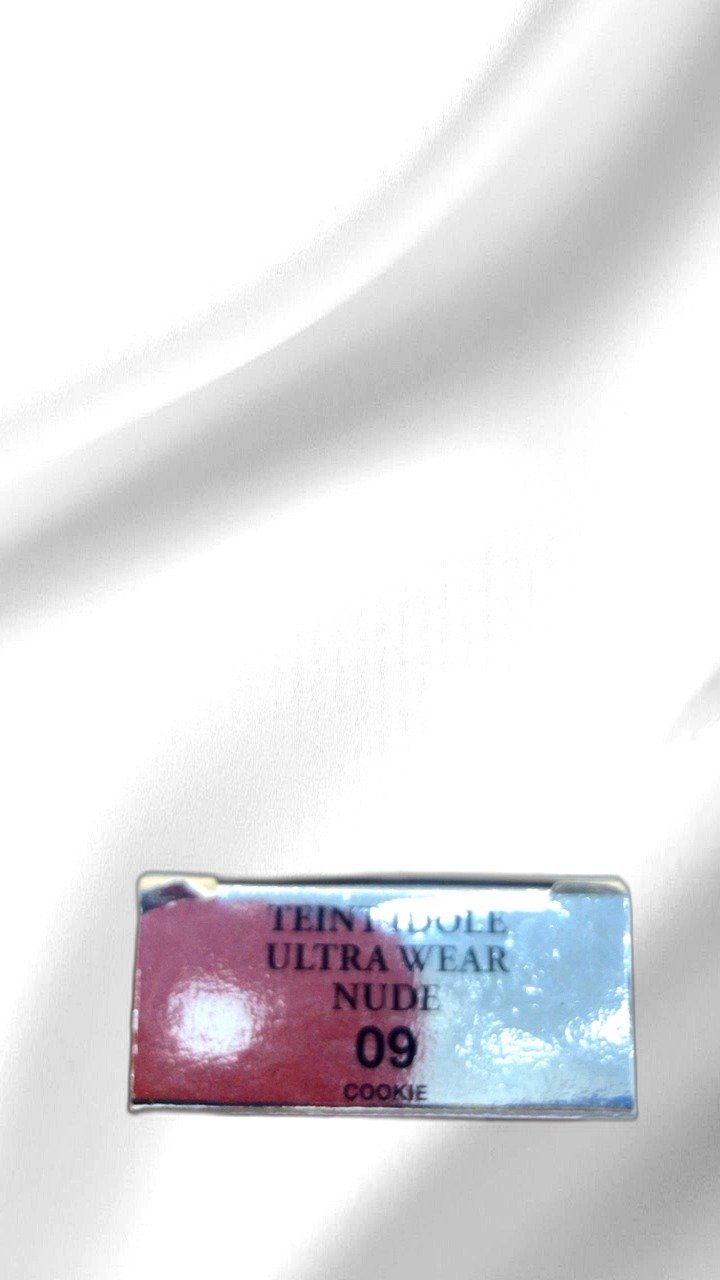 TEINT IDOLE
ULTRA WEAR
NUDE
09
COOKIE